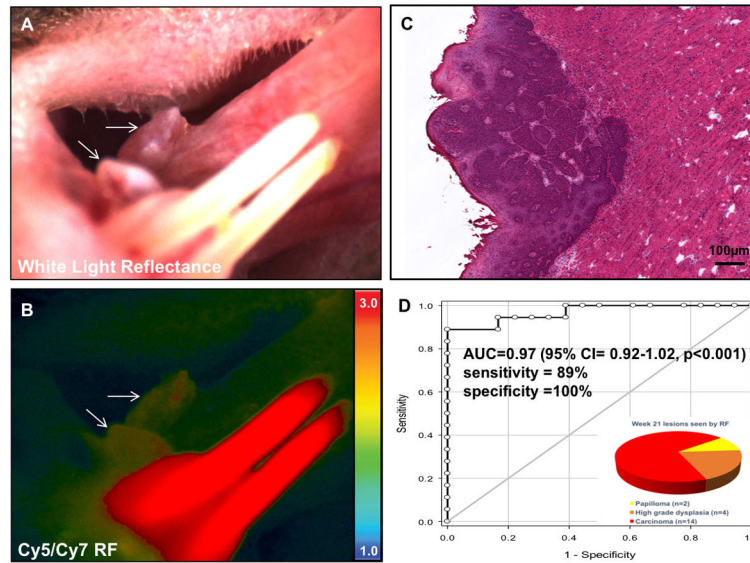 A
White Light Reflectance
B
3.0
1.0
Cy5/Cy7 RF
C
100µm
D
1.0
0.8
0.6
0.4
0.2
0.0
Sensitivity
AUC=0.97 (95% CI= 0.92-1.02, p<0.001)
sensitivity = 89%
specificity =100%
Week 21 lesions seen by RF
Papilloma (n=2)
High grade dysplasia (n=4)
Carcinoma (n=14)
0.0
0.2
0.4
0.6
0.8
1 - Specificity